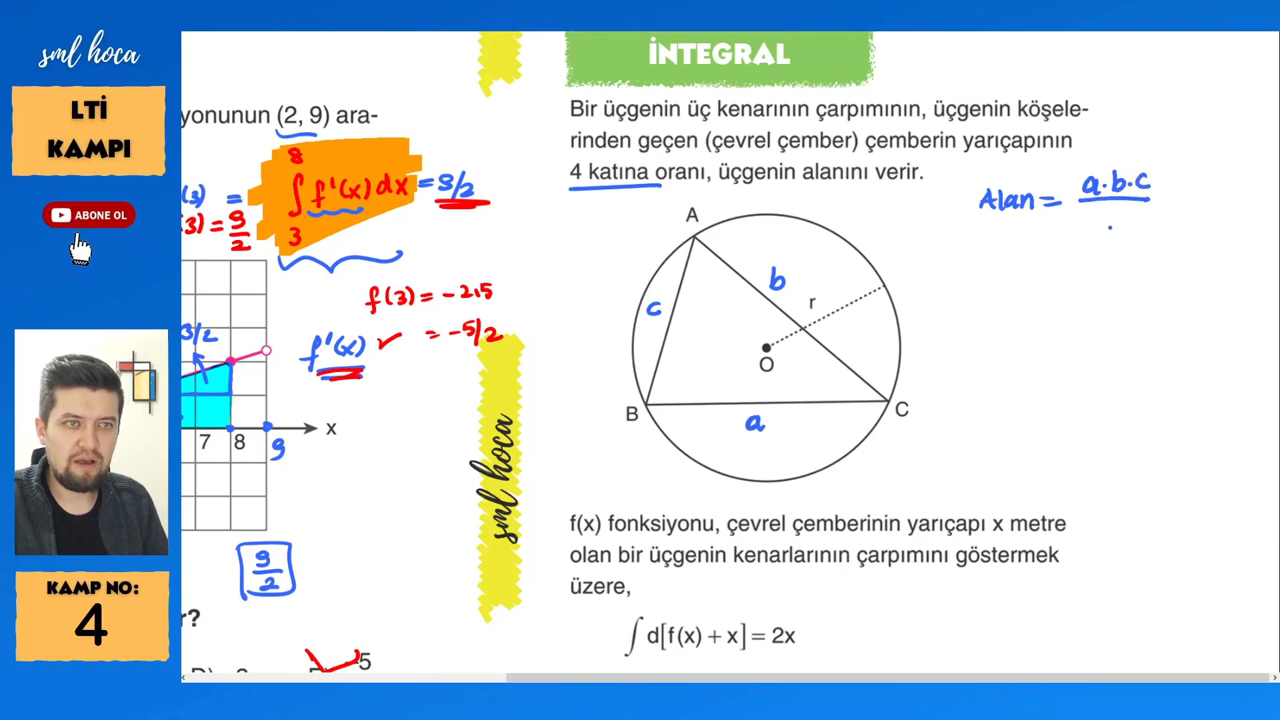 sml hoca
LTİ
KAMPI
ABONE OL
KAMP NO:
4
yonunun (2, 9) ara-
8
(3) =
∫ f'(x) dx = 9/2
3
(3) = 9/2
f(3) = -2,5
= -5/2
3/2
f'(x)
7 8 9 x
9/2
r?
-5
sml hoca
İNTEGRAL
Bir üçgenin üç kenarının çarpımının, üçgenin köşele-
rinden geçen (çevrel çember) çemberin yarıçapının
4 katına oranı, üçgenin alanını verir.
Alan = a.b.c
A
b
c
r
O
B
C
a
f(x) fonksiyonu, çevrel çemberinin yarıçapı x metre
olan bir üçgenin kenarlarının çarpımını göstermek
üzere,
∫ d[f(x) + x] = 2x